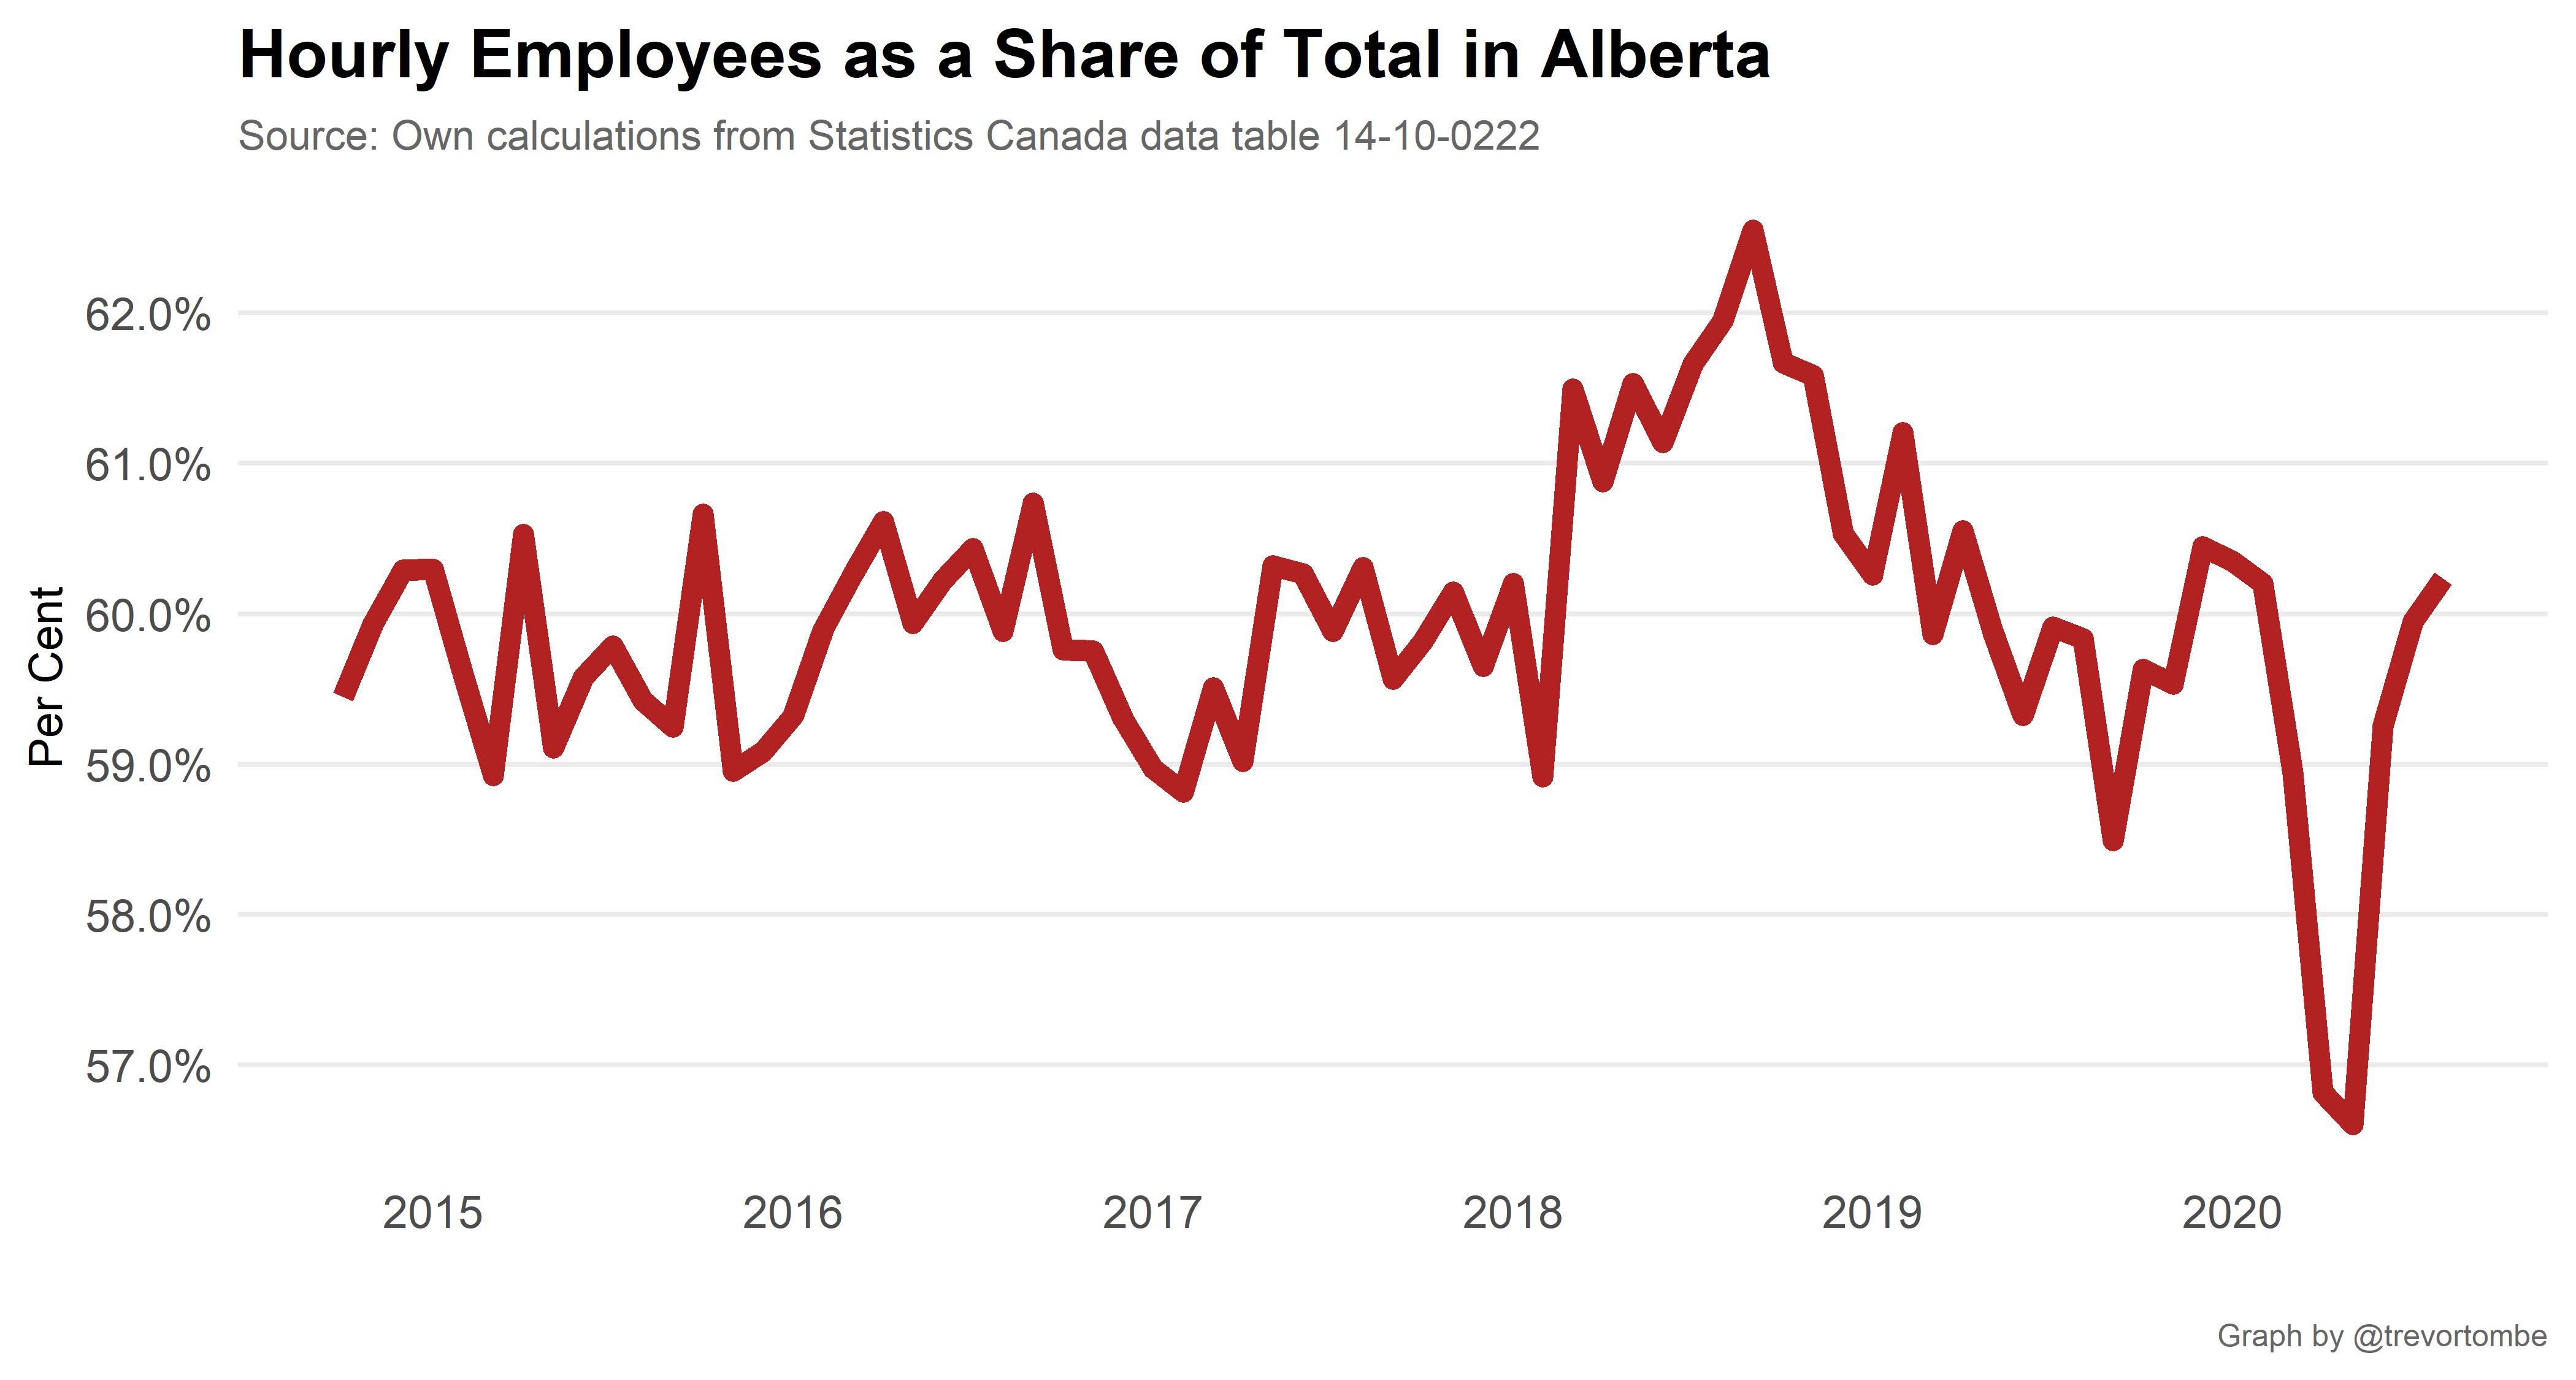 Hourly Employees as a Share of Total in Alberta
Source: Own calculations from Statistics Canada data table 14-10-0222
Per Cent
62.0%
61.0%
60.0%
59.0%
58.0%
57.0%
2015 2016 2017 2018 2019 2020
Graph by @trevortombe